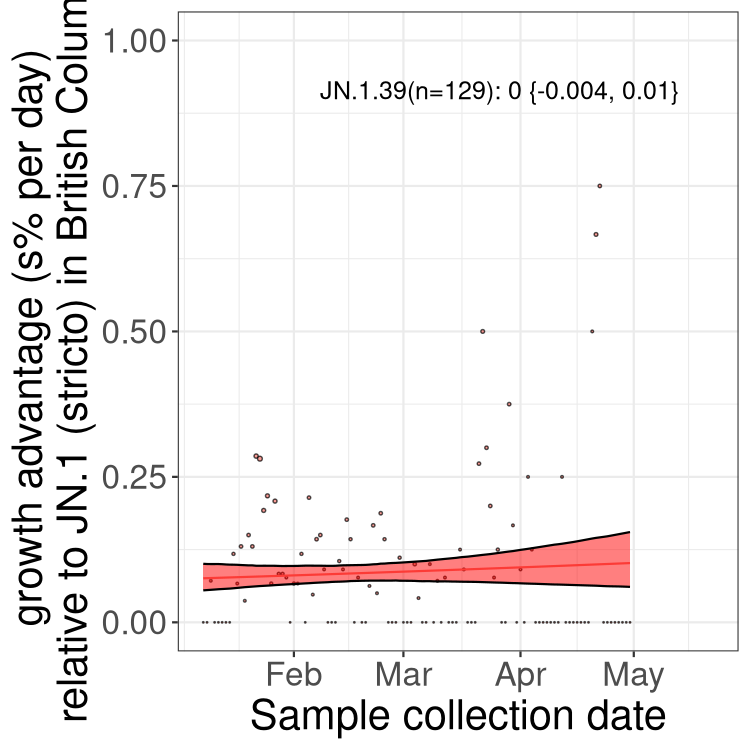 growth advantage (s% per day)
relative to JN.1 (stricto) in British Colum
1.00
0.75
0.50
0.25
0.00
JN.1.39(n=129): 0 {-0.004, 0.01}
Feb Mar Apr May
Sample collection date